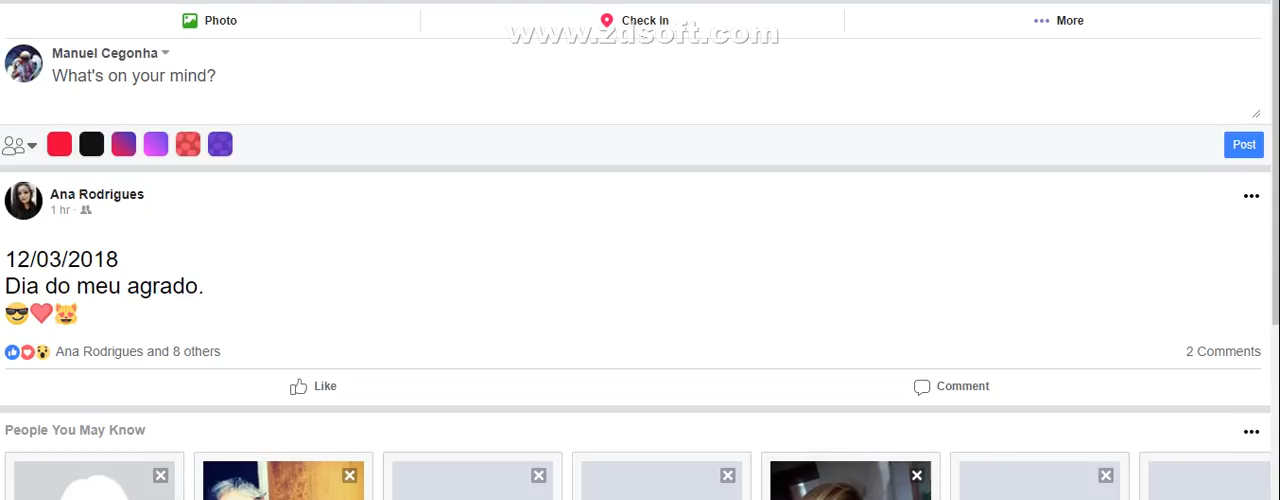 Photo
Check In
More
www.zdsoft.com
Manuel Cegonha
What's on your mind?
Post
Ana Rodrigues
1 hr ·
12/03/2018
Dia do meu agrado.
😎❤️😻
Ana Rodrigues and 8 others
2 Comments
Like
Comment
People You May Know